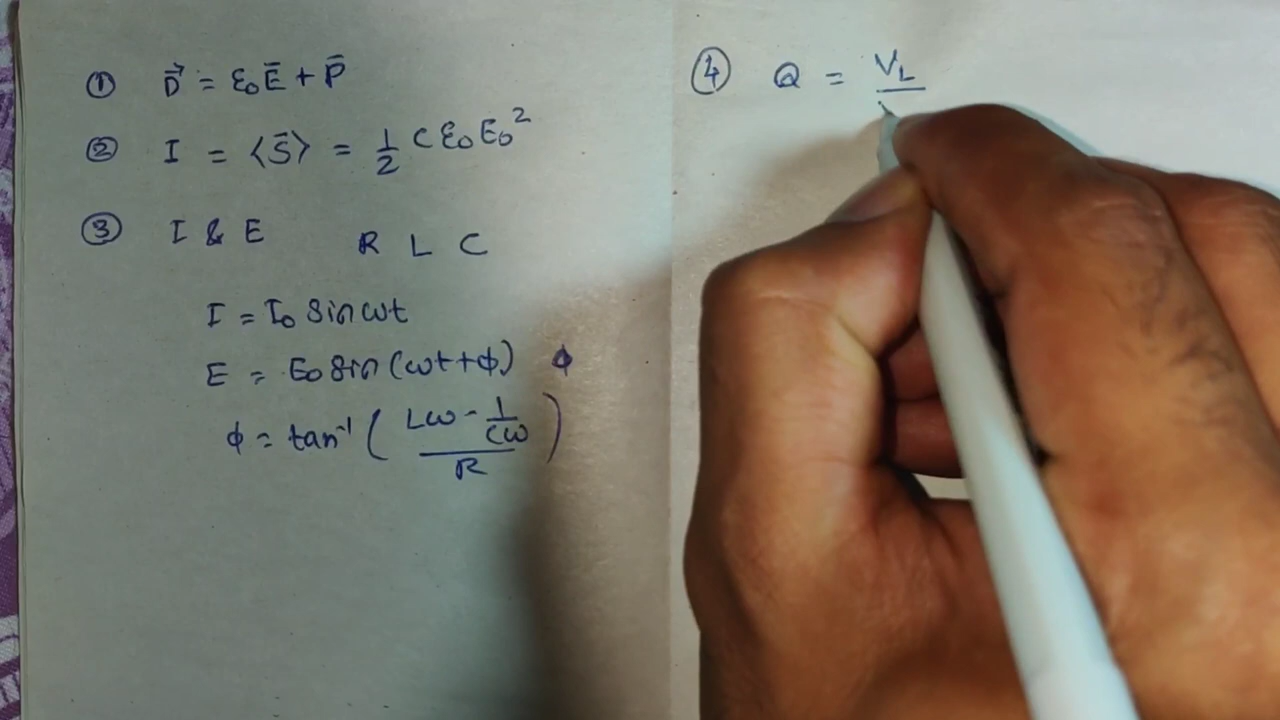 ① D⃗ = ε₀E̅ + P̅
② I = ⟨S̅⟩ = 1/2 Cε₀E₀²
③ I & E R L C
I = I₀ Sin ωt
E = E₀ sin (ωt+ϕ) ϕ
ϕ = tan⁻¹ ( (Lω - 1/Cω) / R )
④ Q = V_L /